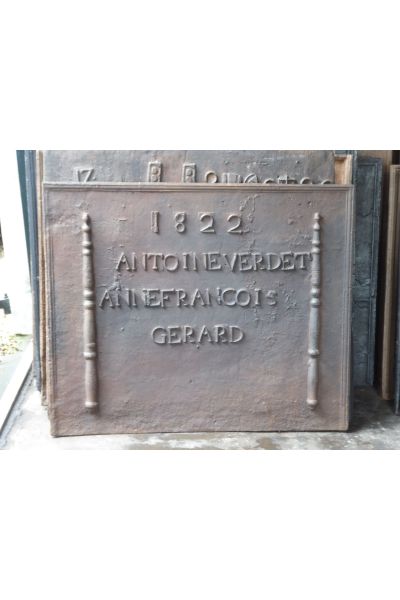 1822
ANTOINEVERDET
ANNEFRANCOIS
GERARD